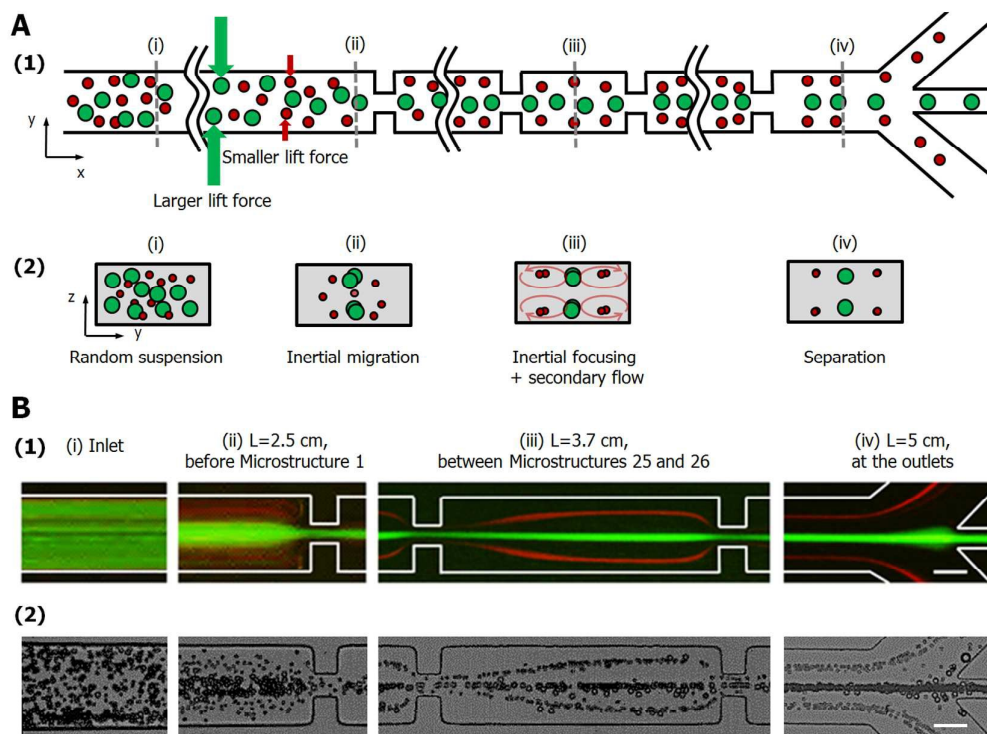 A
(i)
(ii)
(iii)
(iv)
(1)
y
x
Smaller lift force
Larger lift force
(i)
(ii)
(iii)
(iv)
(2)
z
y
Random suspension
Inertial migration
Inertial focusing
+ secondary flow
Separation
B
(1)
(i) Inlet
(ii) L=2.5 cm,
before Microstructure 1
(iii) L=3.7 cm,
between Microstructures 25 and 26
(iv) L=5 cm,
at the outlets
(2)